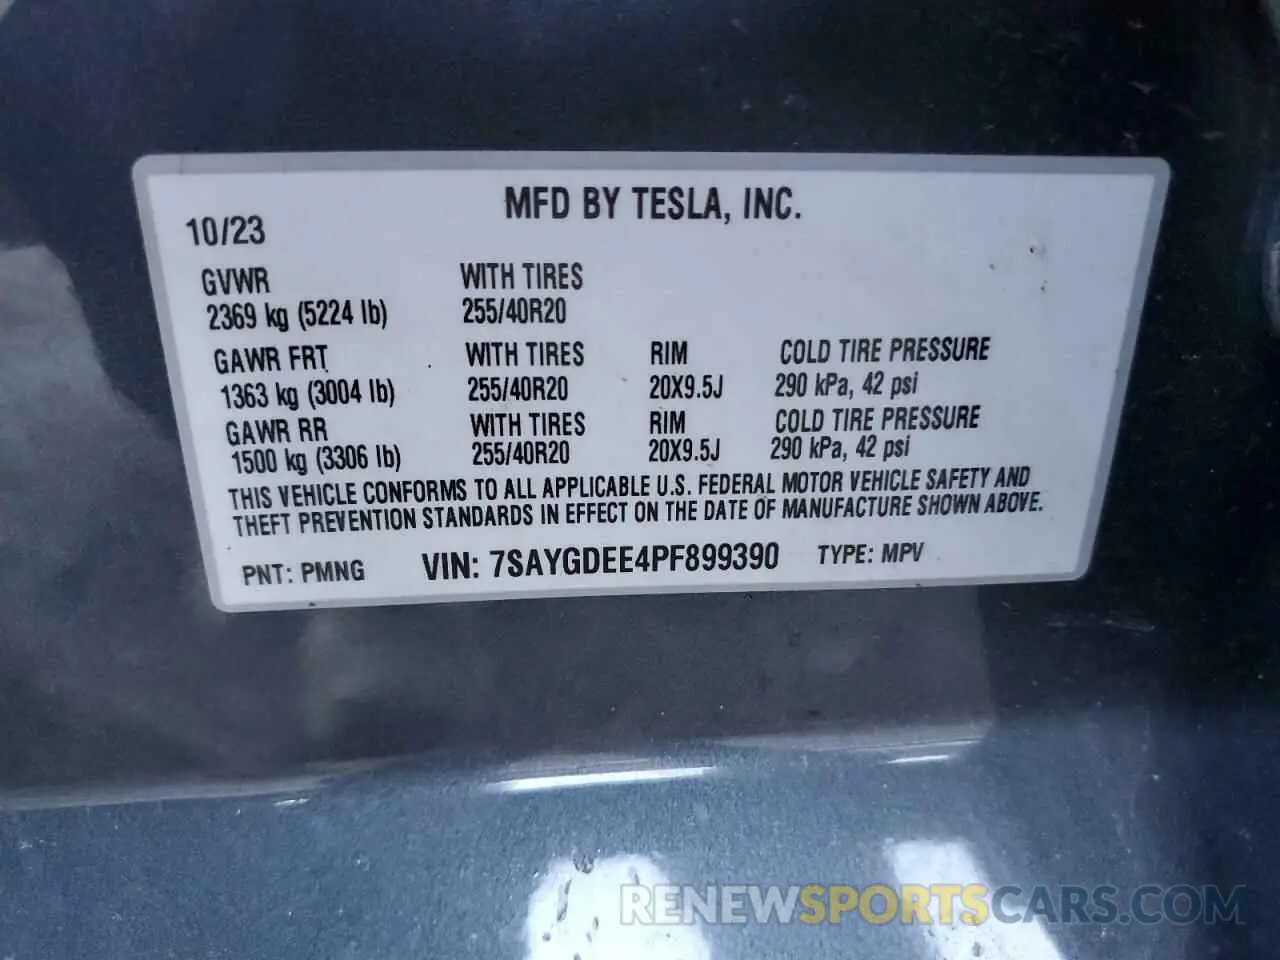 MFD BY TESLA, INC.
10/23
GVWR WITH TIRES
2369 kg (5224 lb) 255/40R20
GAWR FRT WITH TIRES RIM COLD TIRE PRESSURE
1363 kg (3004 lb) 255/40R20 20X9.5J 290 kPa, 42 psi
GAWR RR WITH TIRES RIM COLD TIRE PRESSURE
1500 kg (3306 lb) 255/40R20 20X9.5J 290 kPa, 42 psi
THIS VEHICLE CONFORMS TO ALL APPLICABLE U.S. FEDERAL MOTOR VEHICLE SAFETY AND
THEFT PREVENTION STANDARDS IN EFFECT ON THE DATE OF MANUFACTURE SHOWN ABOVE.
PNT: PMNG VIN: 7SAYGDEE4PF899390 TYPE: MPV
RENEWSPORTSCARS.COM